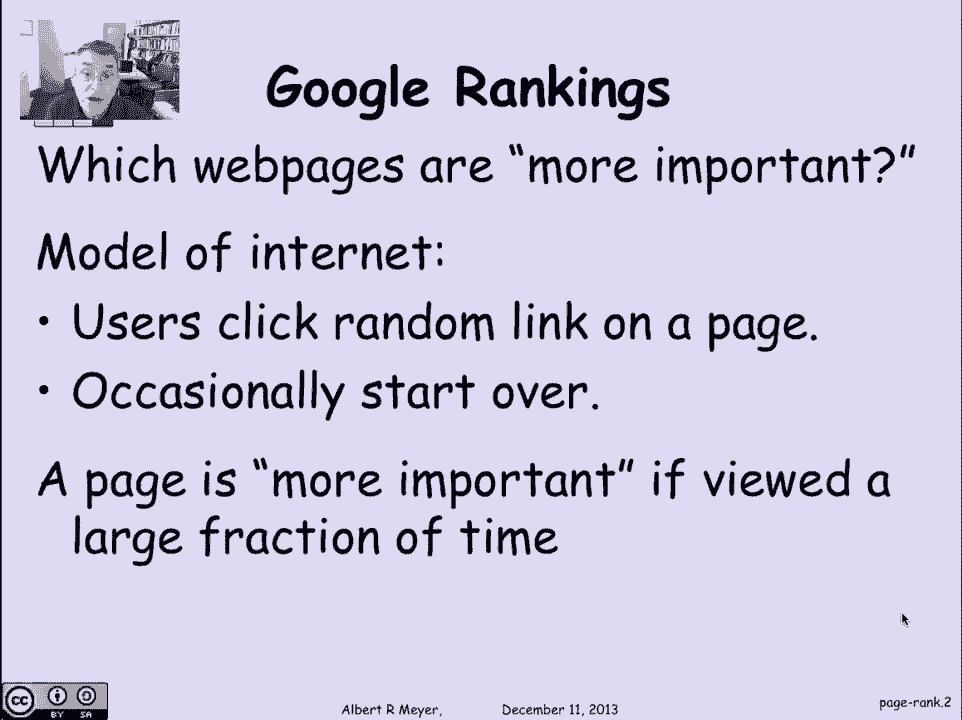 Google Rankings
Which webpages are “more important?”
Model of internet:
• Users click random link on a page.
• Occasionally start over.
A page is “more important” if viewed a
large fraction of time
cc
BY SA
Albert R Meyer, December 11, 2013
page-rank.2